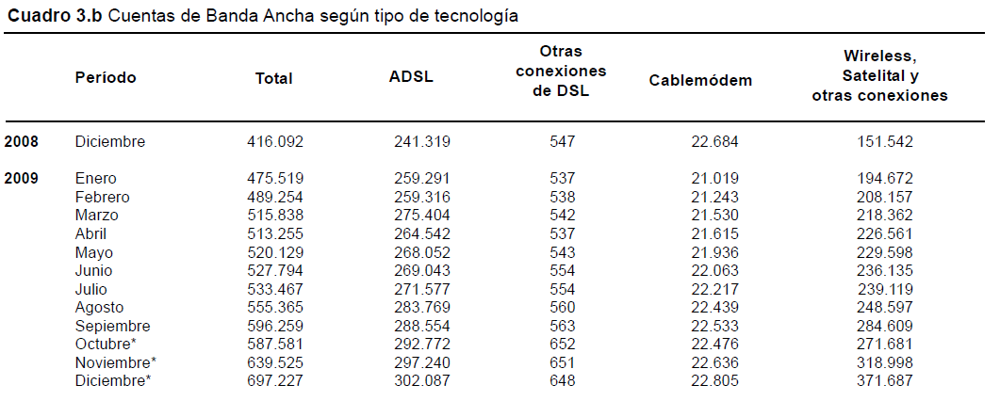 Cuadro 3.b Cuentas de Banda Ancha según tipo de tecnología
Período Total ADSL Otras conexiones de DSL Cablemódem Wireless, Satelital y otras conexiones
2008 Diciembre 416.092 241.319 547 22.684 151.542
2009 Enero 475.519 259.291 537 21.019 194.672
Febrero 489.254 259.316 538 21.243 208.157
Marzo 515.838 275.404 542 21.530 218.362
Abril 513.255 264.542 537 21.615 226.561
Mayo 520.129 268.052 543 21.936 229.598
Junio 527.794 269.043 554 22.063 236.135
Julio 533.467 271.577 554 22.217 239.119
Agosto 555.365 283.769 560 22.439 248.597
Sepiembre 596.259 288.554 563 22.533 284.609
Octubre* 587.581 292.772 652 22.476 271.681
Noviembre* 639.525 297.240 651 22.636 318.998
Diciembre* 697.227 302.087 648 22.805 371.687